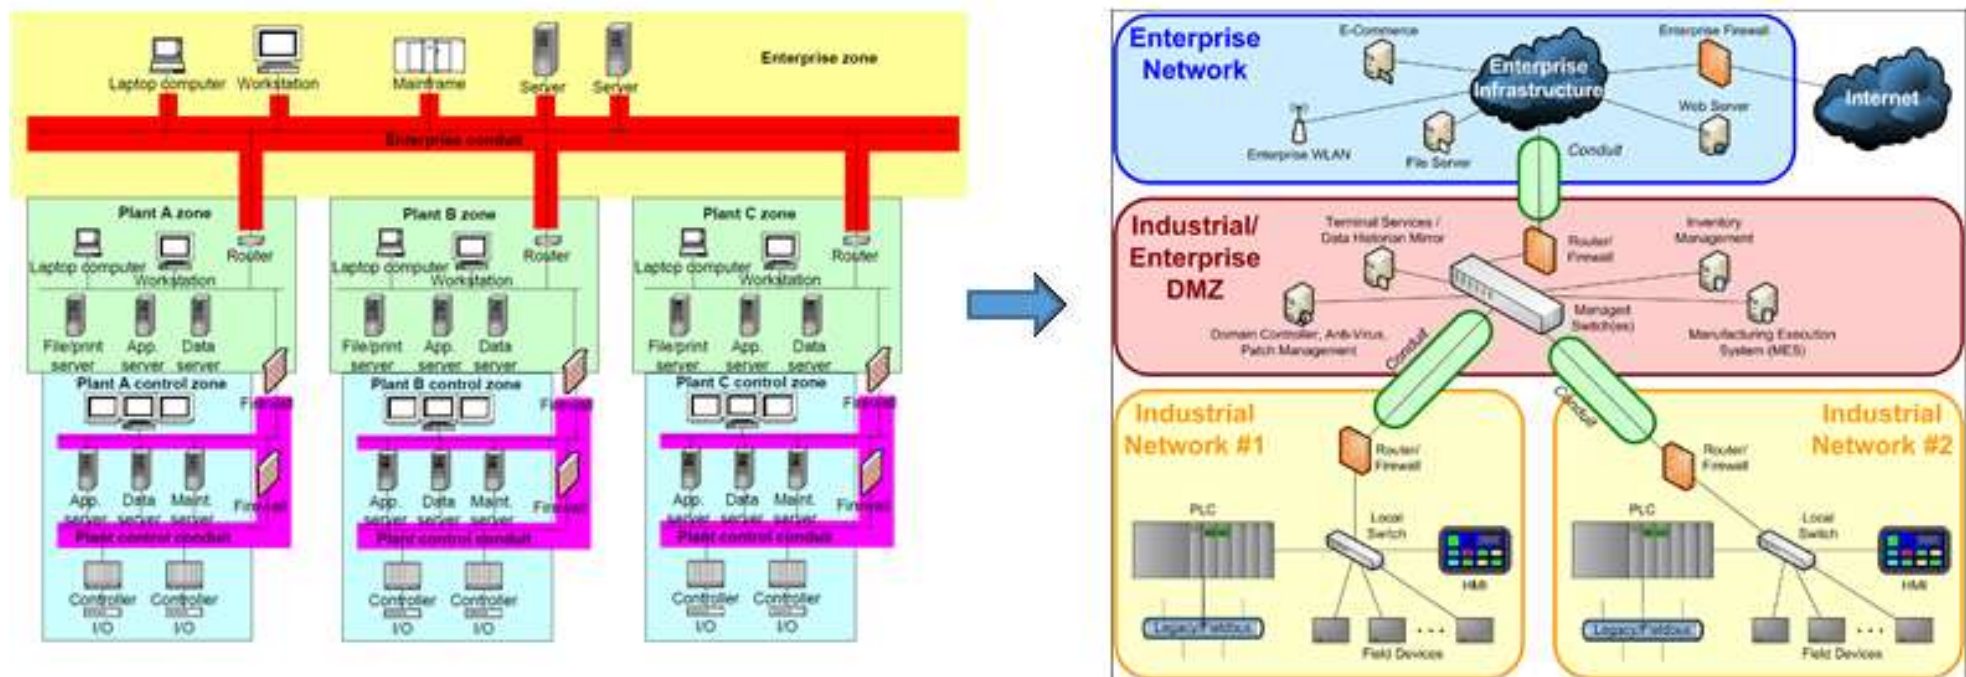 Enterprise zone
Laptop computer
Workstation
Mainframe
Server
Server
Enterprise conduit
Plant A zone
Router
Laptop computer
Workstation
File/print
server
App.
server
Data
server
Plant A control zone
Firewall
App.
server
Data
server
Maint.
server
Firewall
Plant control conduit
Controller
Controller
I/O
I/O
Plant B zone
Router
Laptop computer
Workstation
File/print
server
App.
server
Data
server
Plant B control zone
Firewall
App.
server
Data
server
Maint.
server
Firewall
Plant control conduit
Controller
Controller
I/O
I/O
Plant C zone
Router
Laptop computer
Workstation
File/print
server
App.
server
Data
server
Plant C control zone
Firewall
App.
server
Data
server
Maint.
server
Firewall
Plant control conduit
Controller
Controller
I/O
I/O
Enterprise
Network
E-Commerce
Enterprise Firewall
Enterprise
Infrastructure
Internet
Web Server
Enterprise WLAN
File Server
Conduit
Industrial/
Enterprise
DMZ
Terminal Services /
Data Historian Mirror
Router/
Firewall
Inventory
Management
Domain Controller, Anti-Virus,
Patch Management
Managed
Switch(es)
Manufacturing Execution
System (MES)
Conduit
Conduit
Industrial
Network #1
Router/
Firewall
PLC
Local
Switch
HMI
Legacy/Fieldbus
Field Devices
Industrial
Network #2
Router/
Firewall
PLC
Local
Switch
HMI
Legacy/Fieldbus
Field Devices